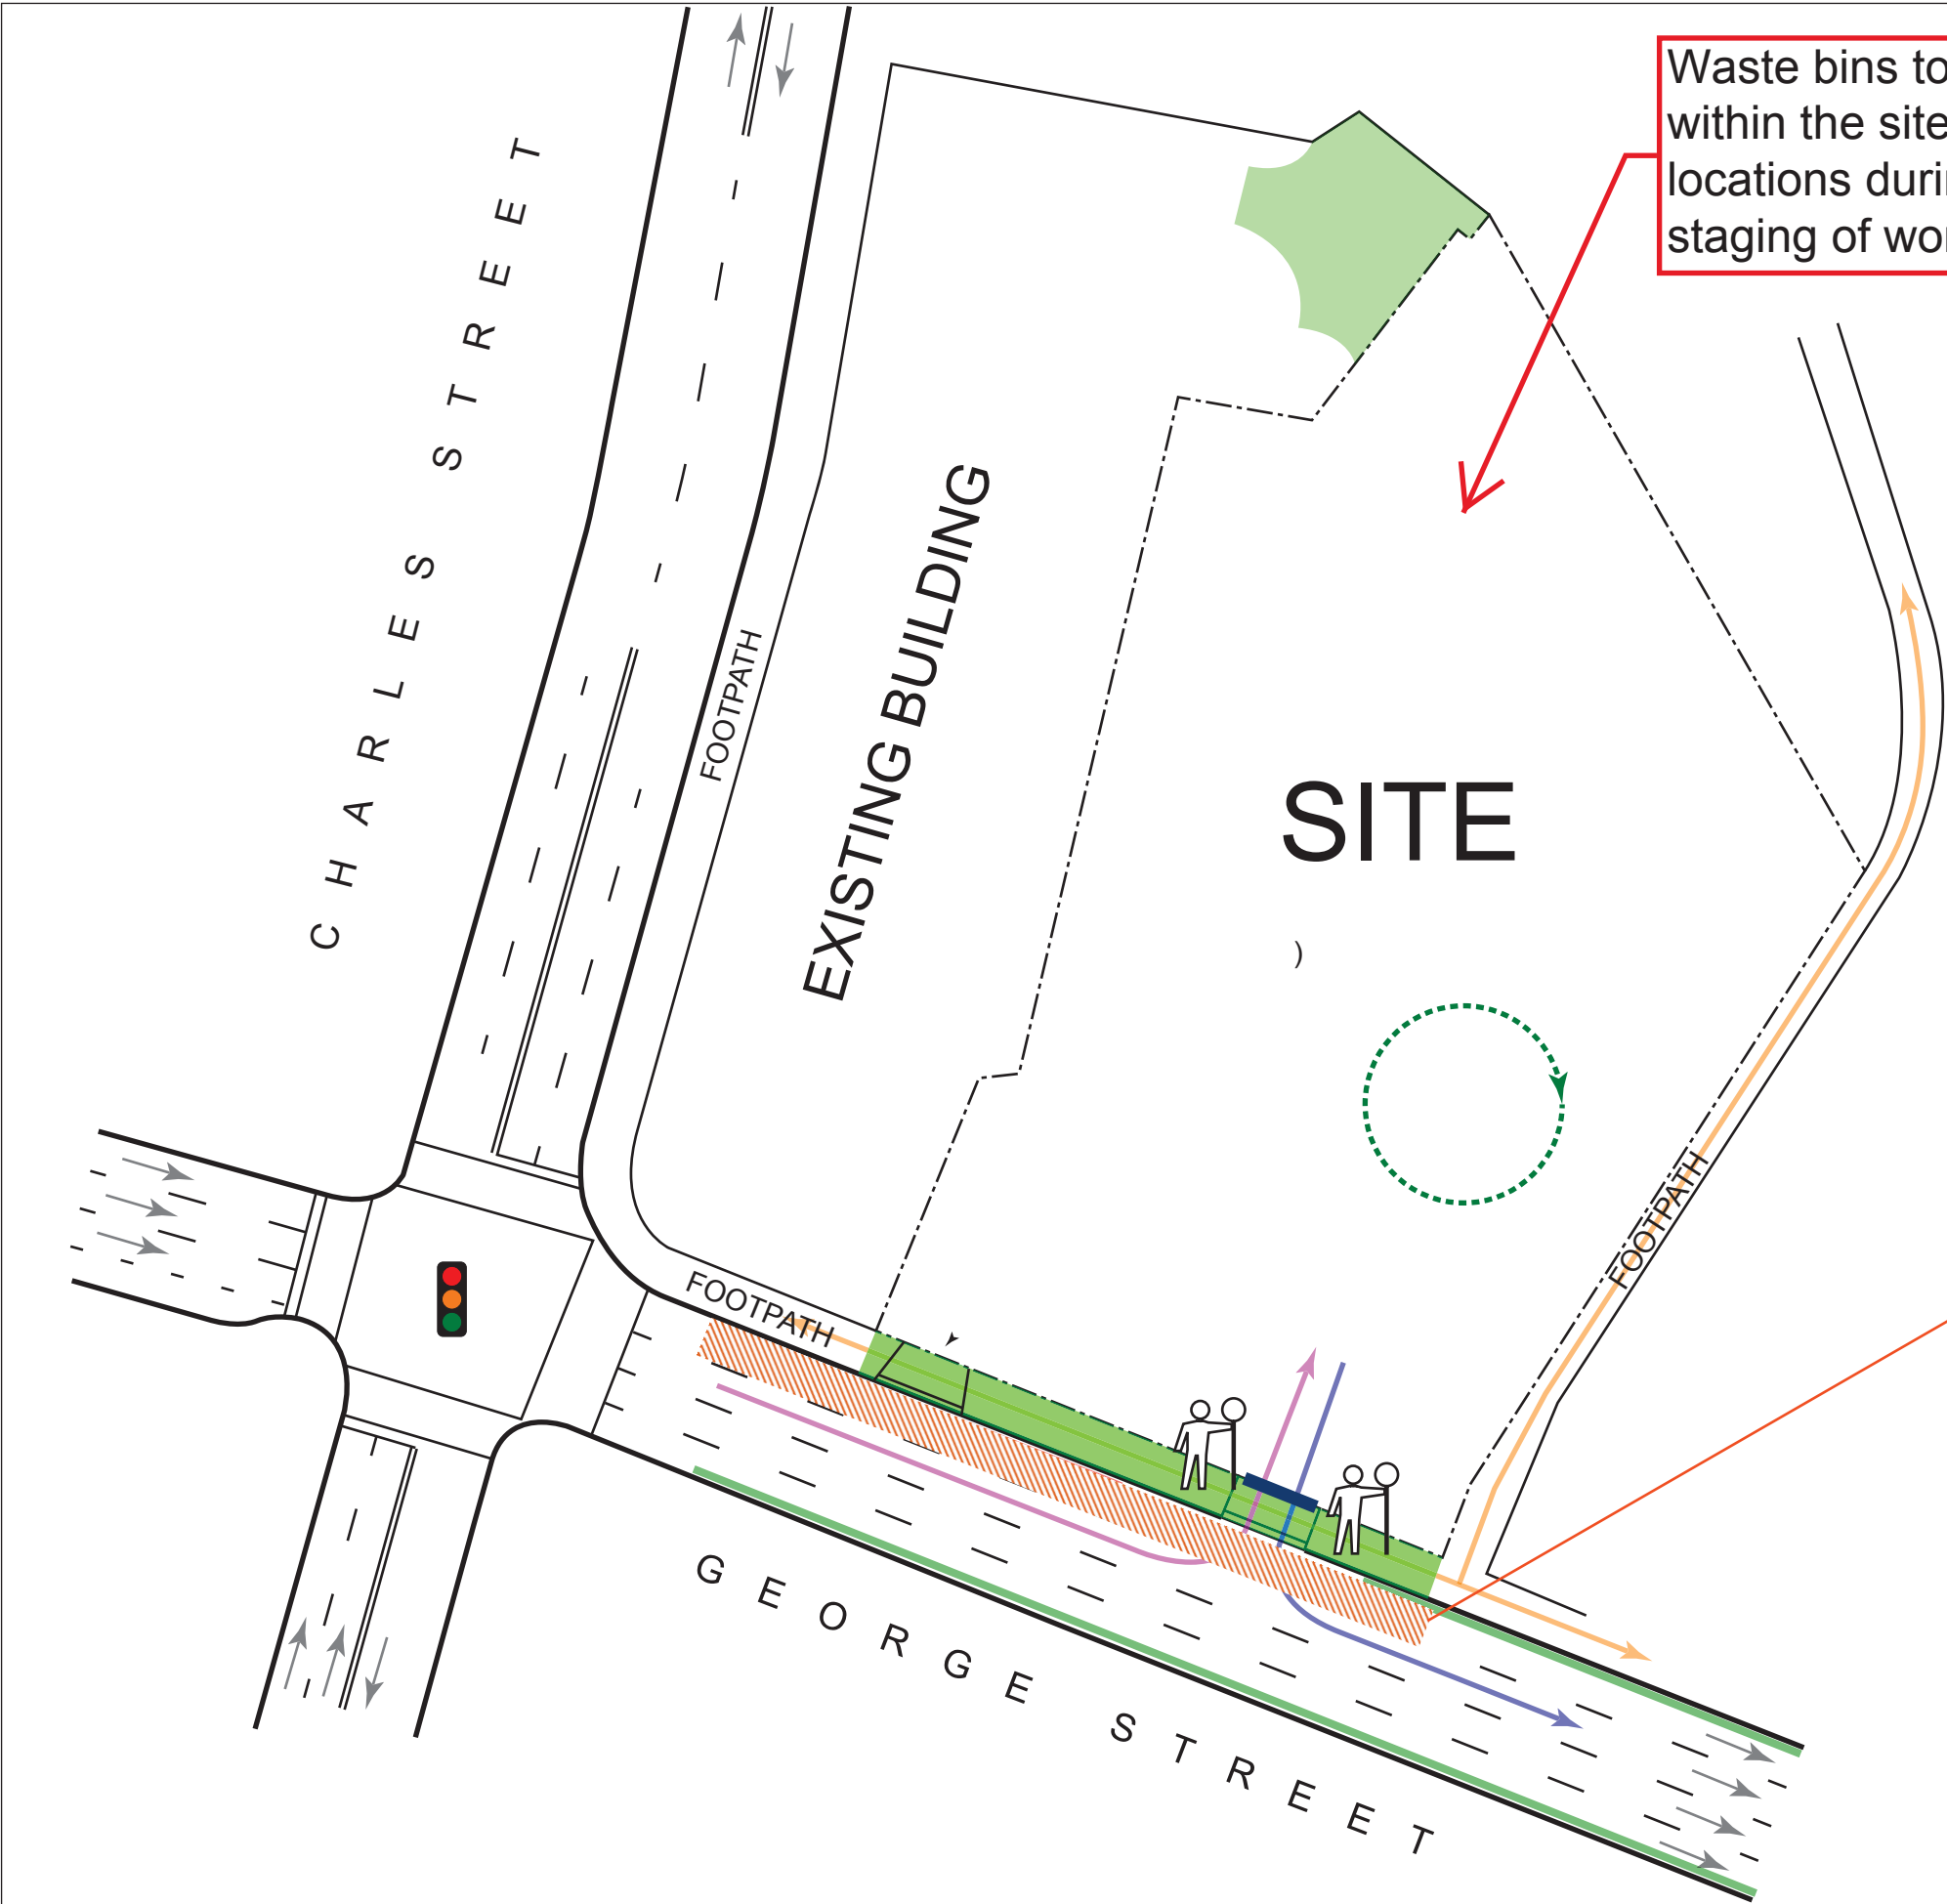 Waste bins to
within the site
locations duri
staging of wo
CHARLES STREET
FOOTPATH
EXISTING BUILDING
SITE
)
FOOTPATH
FOOTPATH
GEORGE STREET